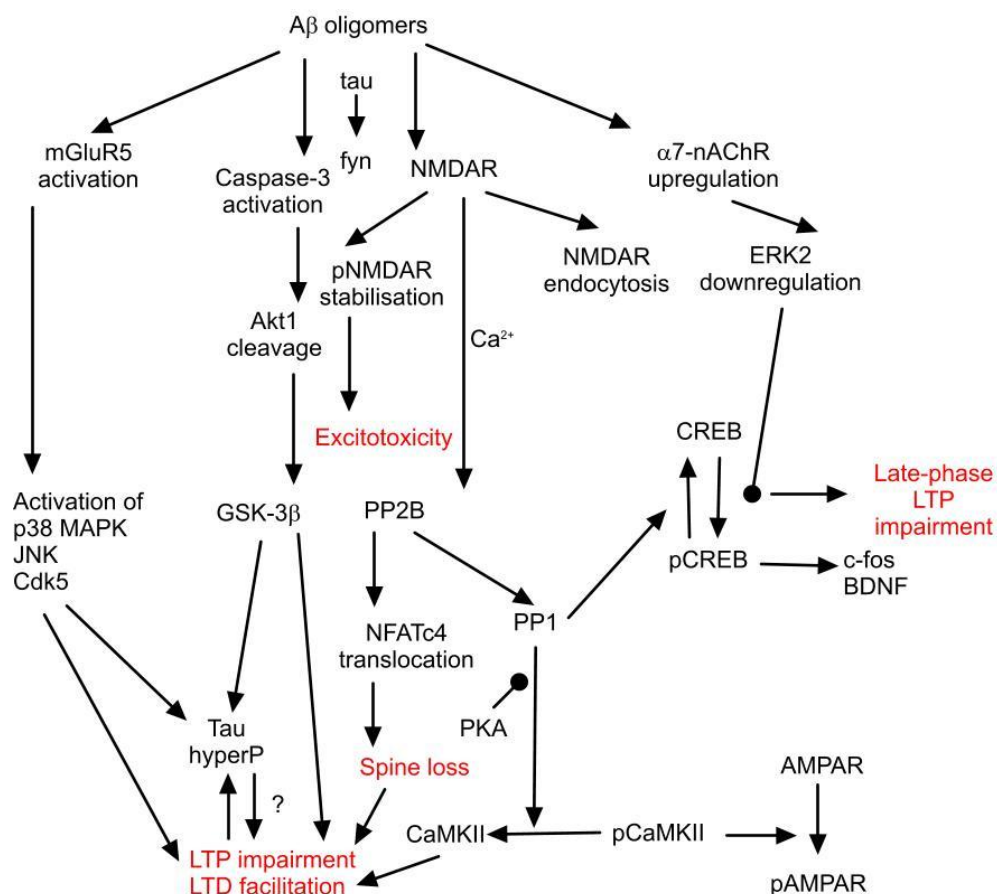 Aβ oligomers
tau
fyn
mGluR5
activation
Caspase-3
activation
NMDAR
α7-nAChR
upregulation
pNMDAR
stabilisation
NMDAR
endocytosis
ERK2
downregulation
Akt1
cleavage
Ca²⁺
Excitotoxicity
CREB
Late-phase
LTP
impairment
Activation of
p38 MAPK
JNK
Cdk5
GSK-3β
PP2B
pCREB
c-fos
BDNF
PP1
NFATc4
translocation
PKA
Tau
hyperP
?
Spine loss
AMPAR
CaMKII
pCaMKII
LTP impairment
LTD facilitation
pAMPAR